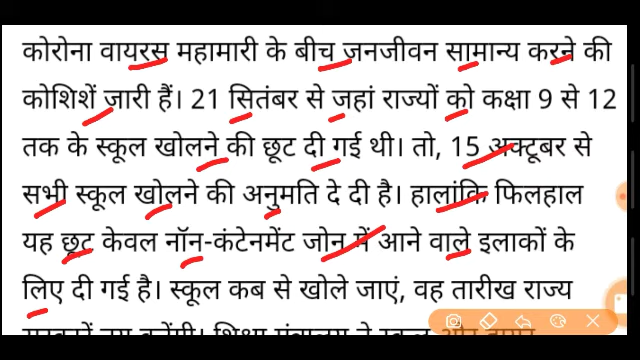 कोरोना वायरस महामारी के बीच जनजीवन सामान्य करने की
कोशिशें जारी हैं। 21 सितंबर से जहां राज्यों को कक्षा 9 से 12
तक के स्कूल खोलने की छूट दी गई थी। तो, 15 अक्टूबर से
सभी स्कूल खोलने की अनुमति दे दी है। हालांकि फिलहाल
यह छूट केवल नॉन-कंटेनमेंट जोन में आने वाले इलाकों के
लिए दी गई है। स्कूल कब से खोले जाएं, वह तारीख राज्य